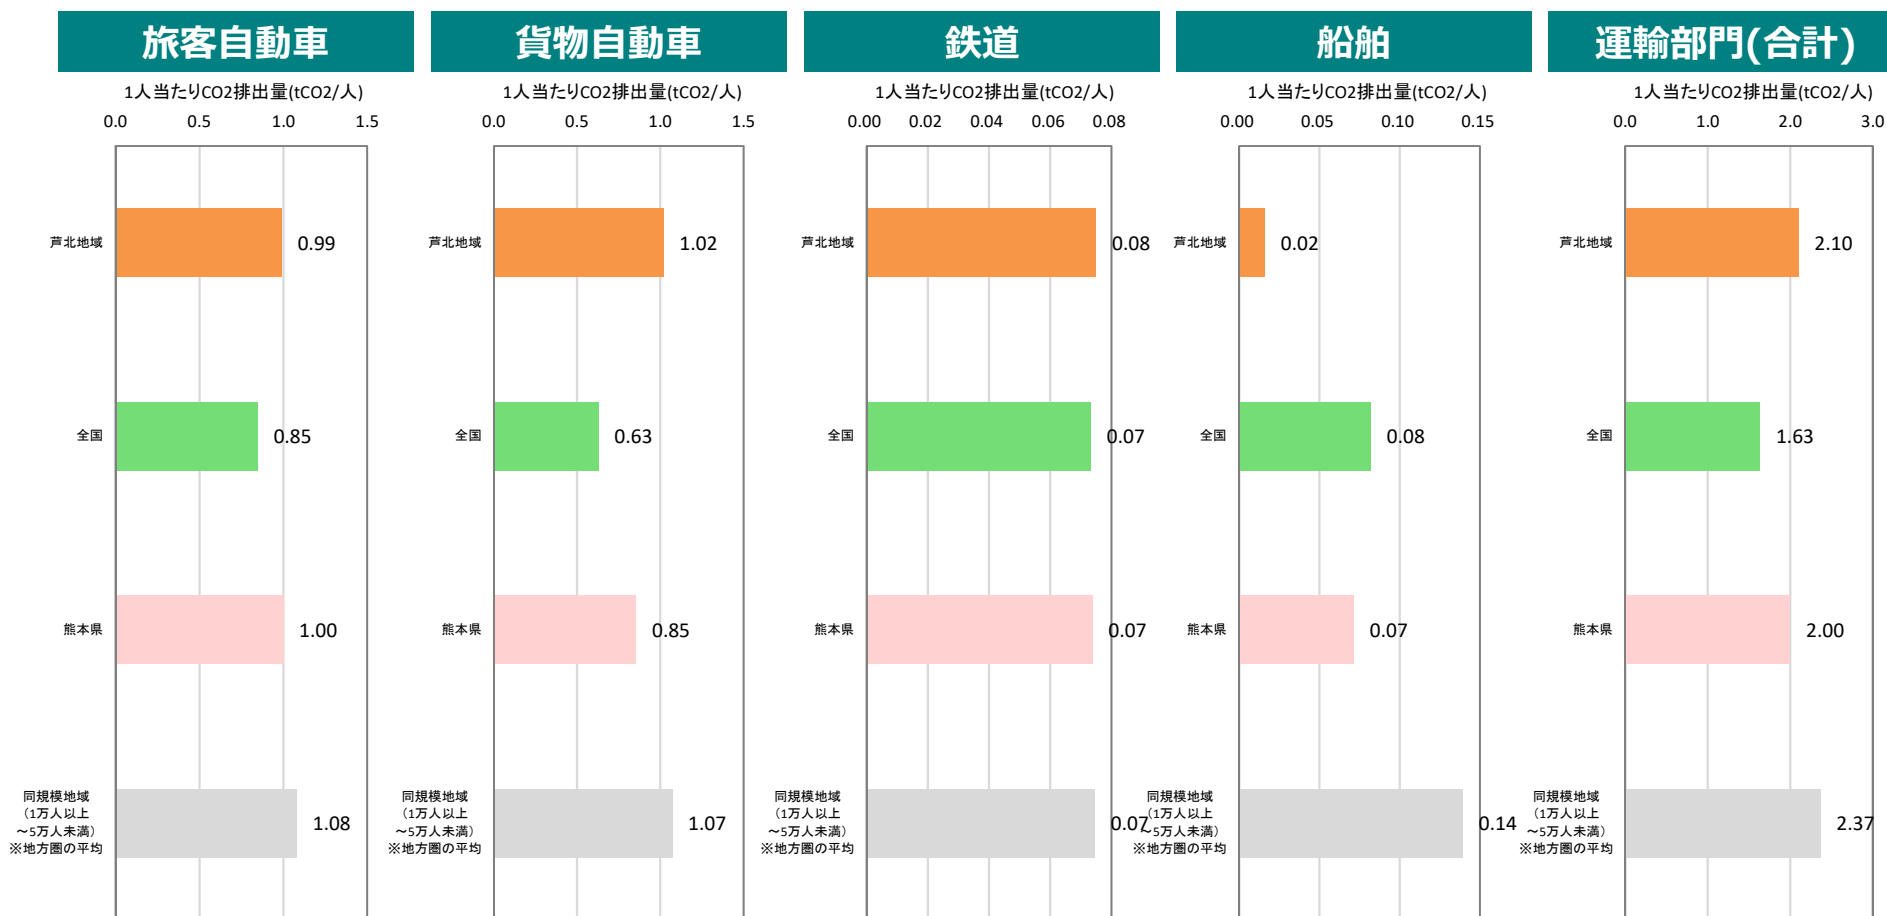 旅客自動車
1人当たりCO2排出量(tCO2/人)
0.0 0.5 1.0 1.5
芦北地域 0.99
全国 0.85
熊本県 1.00
同規模地域
(1万人以上
～5万人未満)
※地方圏の平均
1.08
貨物自動車
1人当たりCO2排出量(tCO2/人)
0.0 0.5 1.0 1.5
芦北地域 1.02
全国 0.63
熊本県 0.85
同規模地域
(1万人以上
～5万人未満)
※地方圏の平均
1.07
鉄道
1人当たりCO2排出量(tCO2/人)
0.00 0.02 0.04 0.06 0.08
芦北地域 0.08
全国 0.07
熊本県 0.07
同規模地域
(1万人以上
～5万人未満)
※地方圏の平均
0.07
船舶
1人当たりCO2排出量(tCO2/人)
0.00 0.05 0.10 0.15
芦北地域 0.02
全国 0.08
熊本県 0.07
同規模地域
(1万人以上
～5万人未満)
※地方圏の平均
0.14
運輸部門(合計)
1人当たりCO2排出量(tCO2/人)
0.0 1.0 2.0 3.0
芦北地域 2.10
全国 1.63
熊本県 2.00
同規模地域
(1万人以上
～5万人未満)
※地方圏の平均
2.37